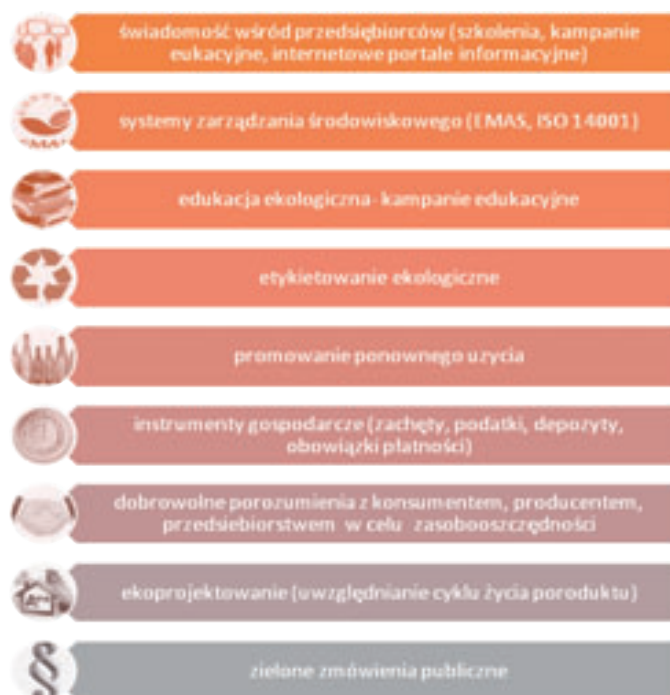 świadomość wśród przedsiębiorców (szkolenia, kampanie
eukacyjne, internetowe portale informacyjne)
systemy zarządzania środowiskowego (EMAS, ISO 14001)
edukacja ekologiczna- kampanie edukacyjne
etykietowanie ekologiczne
promowanie ponownego uzycia
instrumenty gospodarcze (zachęty, podatki, depozyty,
obowiązki płatności)
dobrowolne porozumienia z konsumentem, producentem,
przedsiebiorstwem w celu zasobooszczędności
ekoprojektowanie (uwzględnianie cyklu życia poroduktu)
zielone zmówienia publiczne